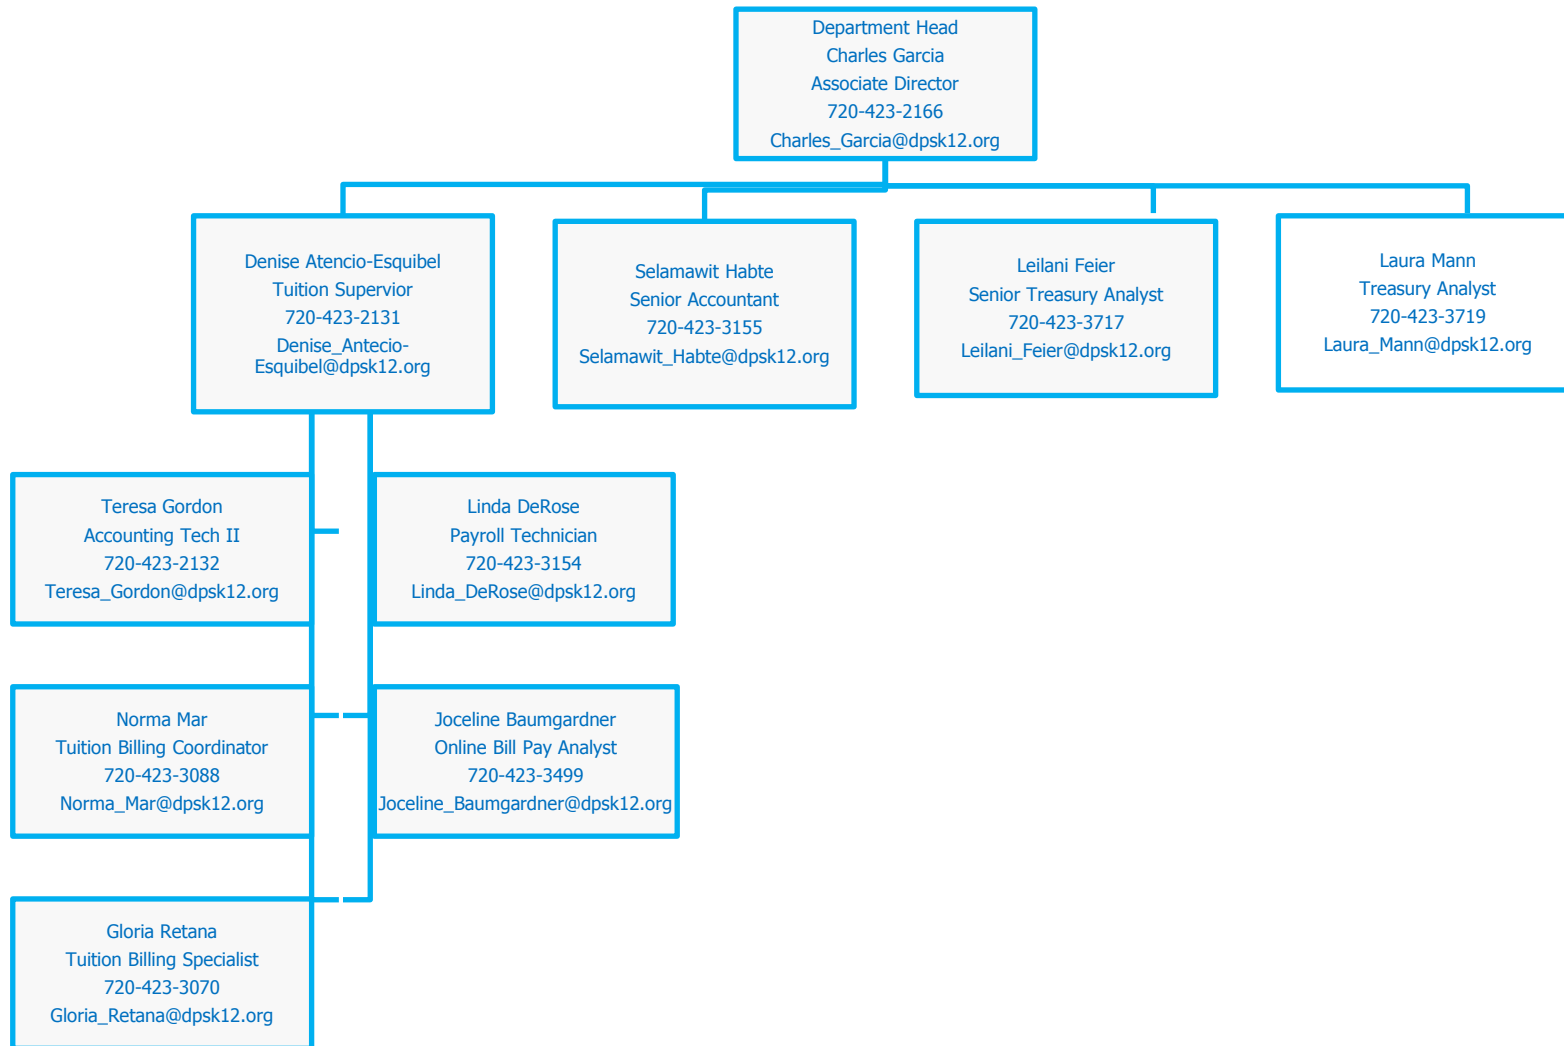 Department Head
Charles Garcia
Associate Director
720-423-2166
Charles_Garcia@dpsk12.org
Denise Atencio-Esquibel
Tuition Supervior
720-423-2131
Denise_Antecio-
Esquibel@dpsk12.org
Selamawit Habte
Senior Accountant
720-423-3155
Selamawit_Habte@dpsk12.org
Leilani Feier
Senior Treasury Analyst
720-423-3717
Leilani_Feier@dpsk12.org
Laura Mann
Treasury Analyst
720-423-3719
Laura_Mann@dpsk12.org
Teresa Gordon
Accounting Tech II
720-423-2132
Teresa_Gordon@dpsk12.org
Linda DeRose
Payroll Technician
720-423-3154
Linda_DeRose@dpsk12.org
Norma Mar
Tuition Billing Coordinator
720-423-3088
Norma_Mar@dpsk12.org
Joceline Baumgardner
Online Bill Pay Analyst
720-423-3499
Joceline_Baumgardner@dpsk12.org
Gloria Retana
Tuition Billing Specialist
720-423-3070
Gloria_Retana@dpsk12.org